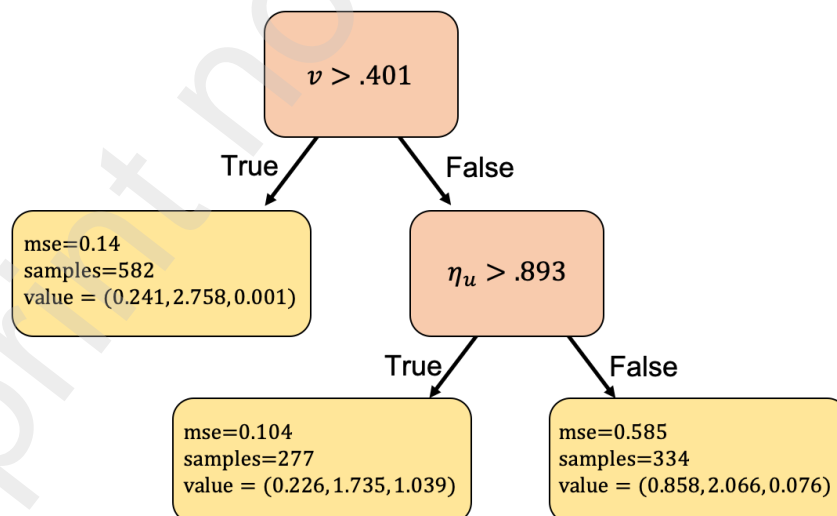 print no
v > .401
True
False
mse=0.14
samples=582
value = (0.241, 2.758, 0.001)
η_u > .893
True
False
mse=0.104
samples=277
value = (0.226, 1.735, 1.039)
mse=0.585
samples=334
value = (0.858, 2.066, 0.076)